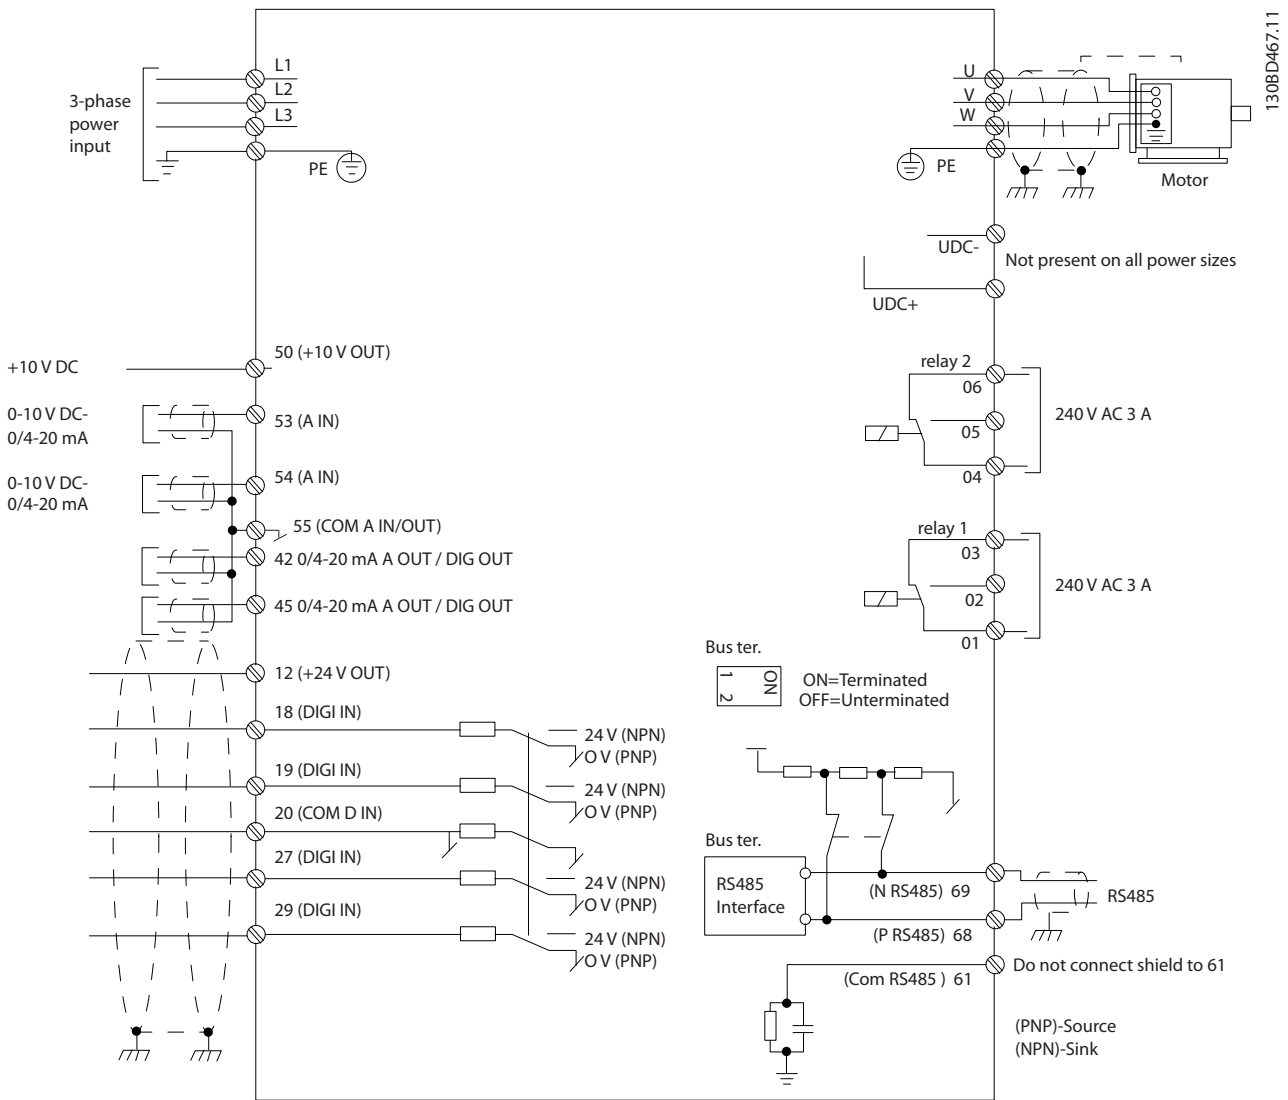 130BD467.11
L1
L2
L3
3-phase
power
input
PE
U
V
W
PE
Motor
UDC-
Not present on all power sizes
UDC+
+10 V DC
50 (+10 V OUT)
0-10 V DC-
0/4-20 mA
53 (A IN)
0-10 V DC-
0/4-20 mA
54 (A IN)
55 (COM A IN/OUT)
42 0/4-20 mA A OUT / DIG OUT
45 0/4-20 mA A OUT / DIG OUT
12 (+24 V OUT)
18 (DIGI IN)
24 V (NPN)
O V (PNP)
19 (DIGI IN)
24 V (NPN)
O V (PNP)
20 (COM D IN)
27 (DIGI IN)
24 V (NPN)
O V (PNP)
29 (DIGI IN)
24 V (NPN)
O V (PNP)
relay 2
06
05
04
240 V AC 3 A
relay 1
03
02
01
240 V AC 3 A
Bus ter.
1
2
ON
ON=Terminated
OFF=Unterminated
Bus ter.
RS485
Interface
(N RS485) 69
RS485
(P RS485) 68
(Com RS485 ) 61
Do not connect shield to 61
(PNP)-Source
(NPN)-Sink